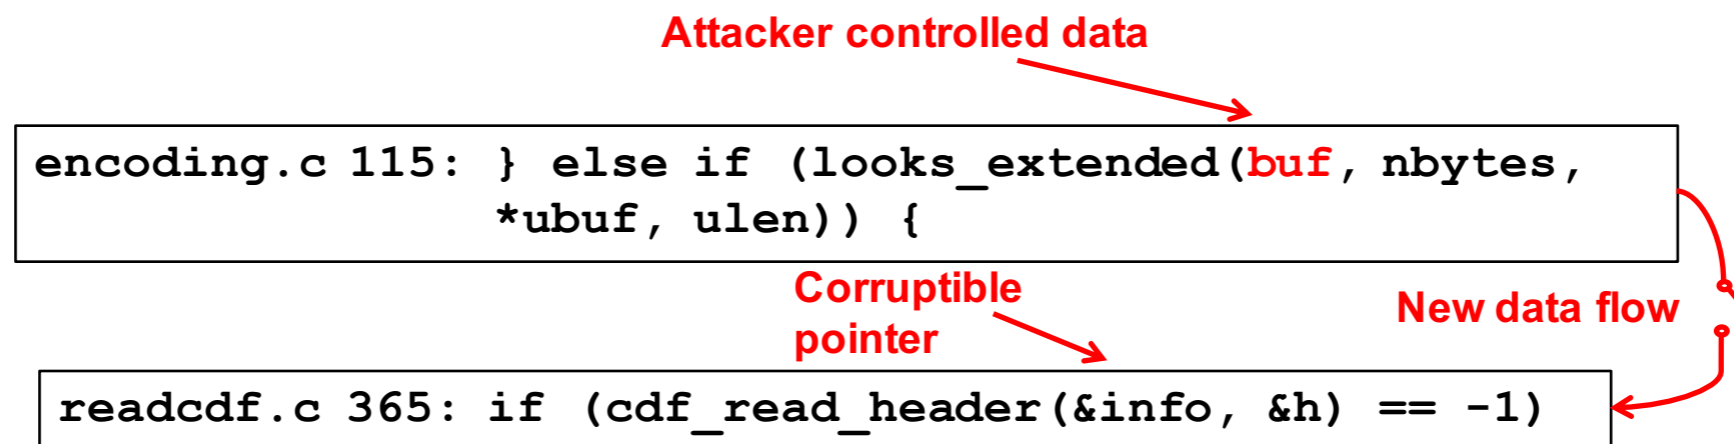 Attacker controlled data
encoding.c 115: } else if (looks_extended(buf, nbytes,
*ubuf, ulen)) {
Corruptible
pointer
New data flow
readcdf.c 365: if (cdf_read_header(&info, &h) == -1)